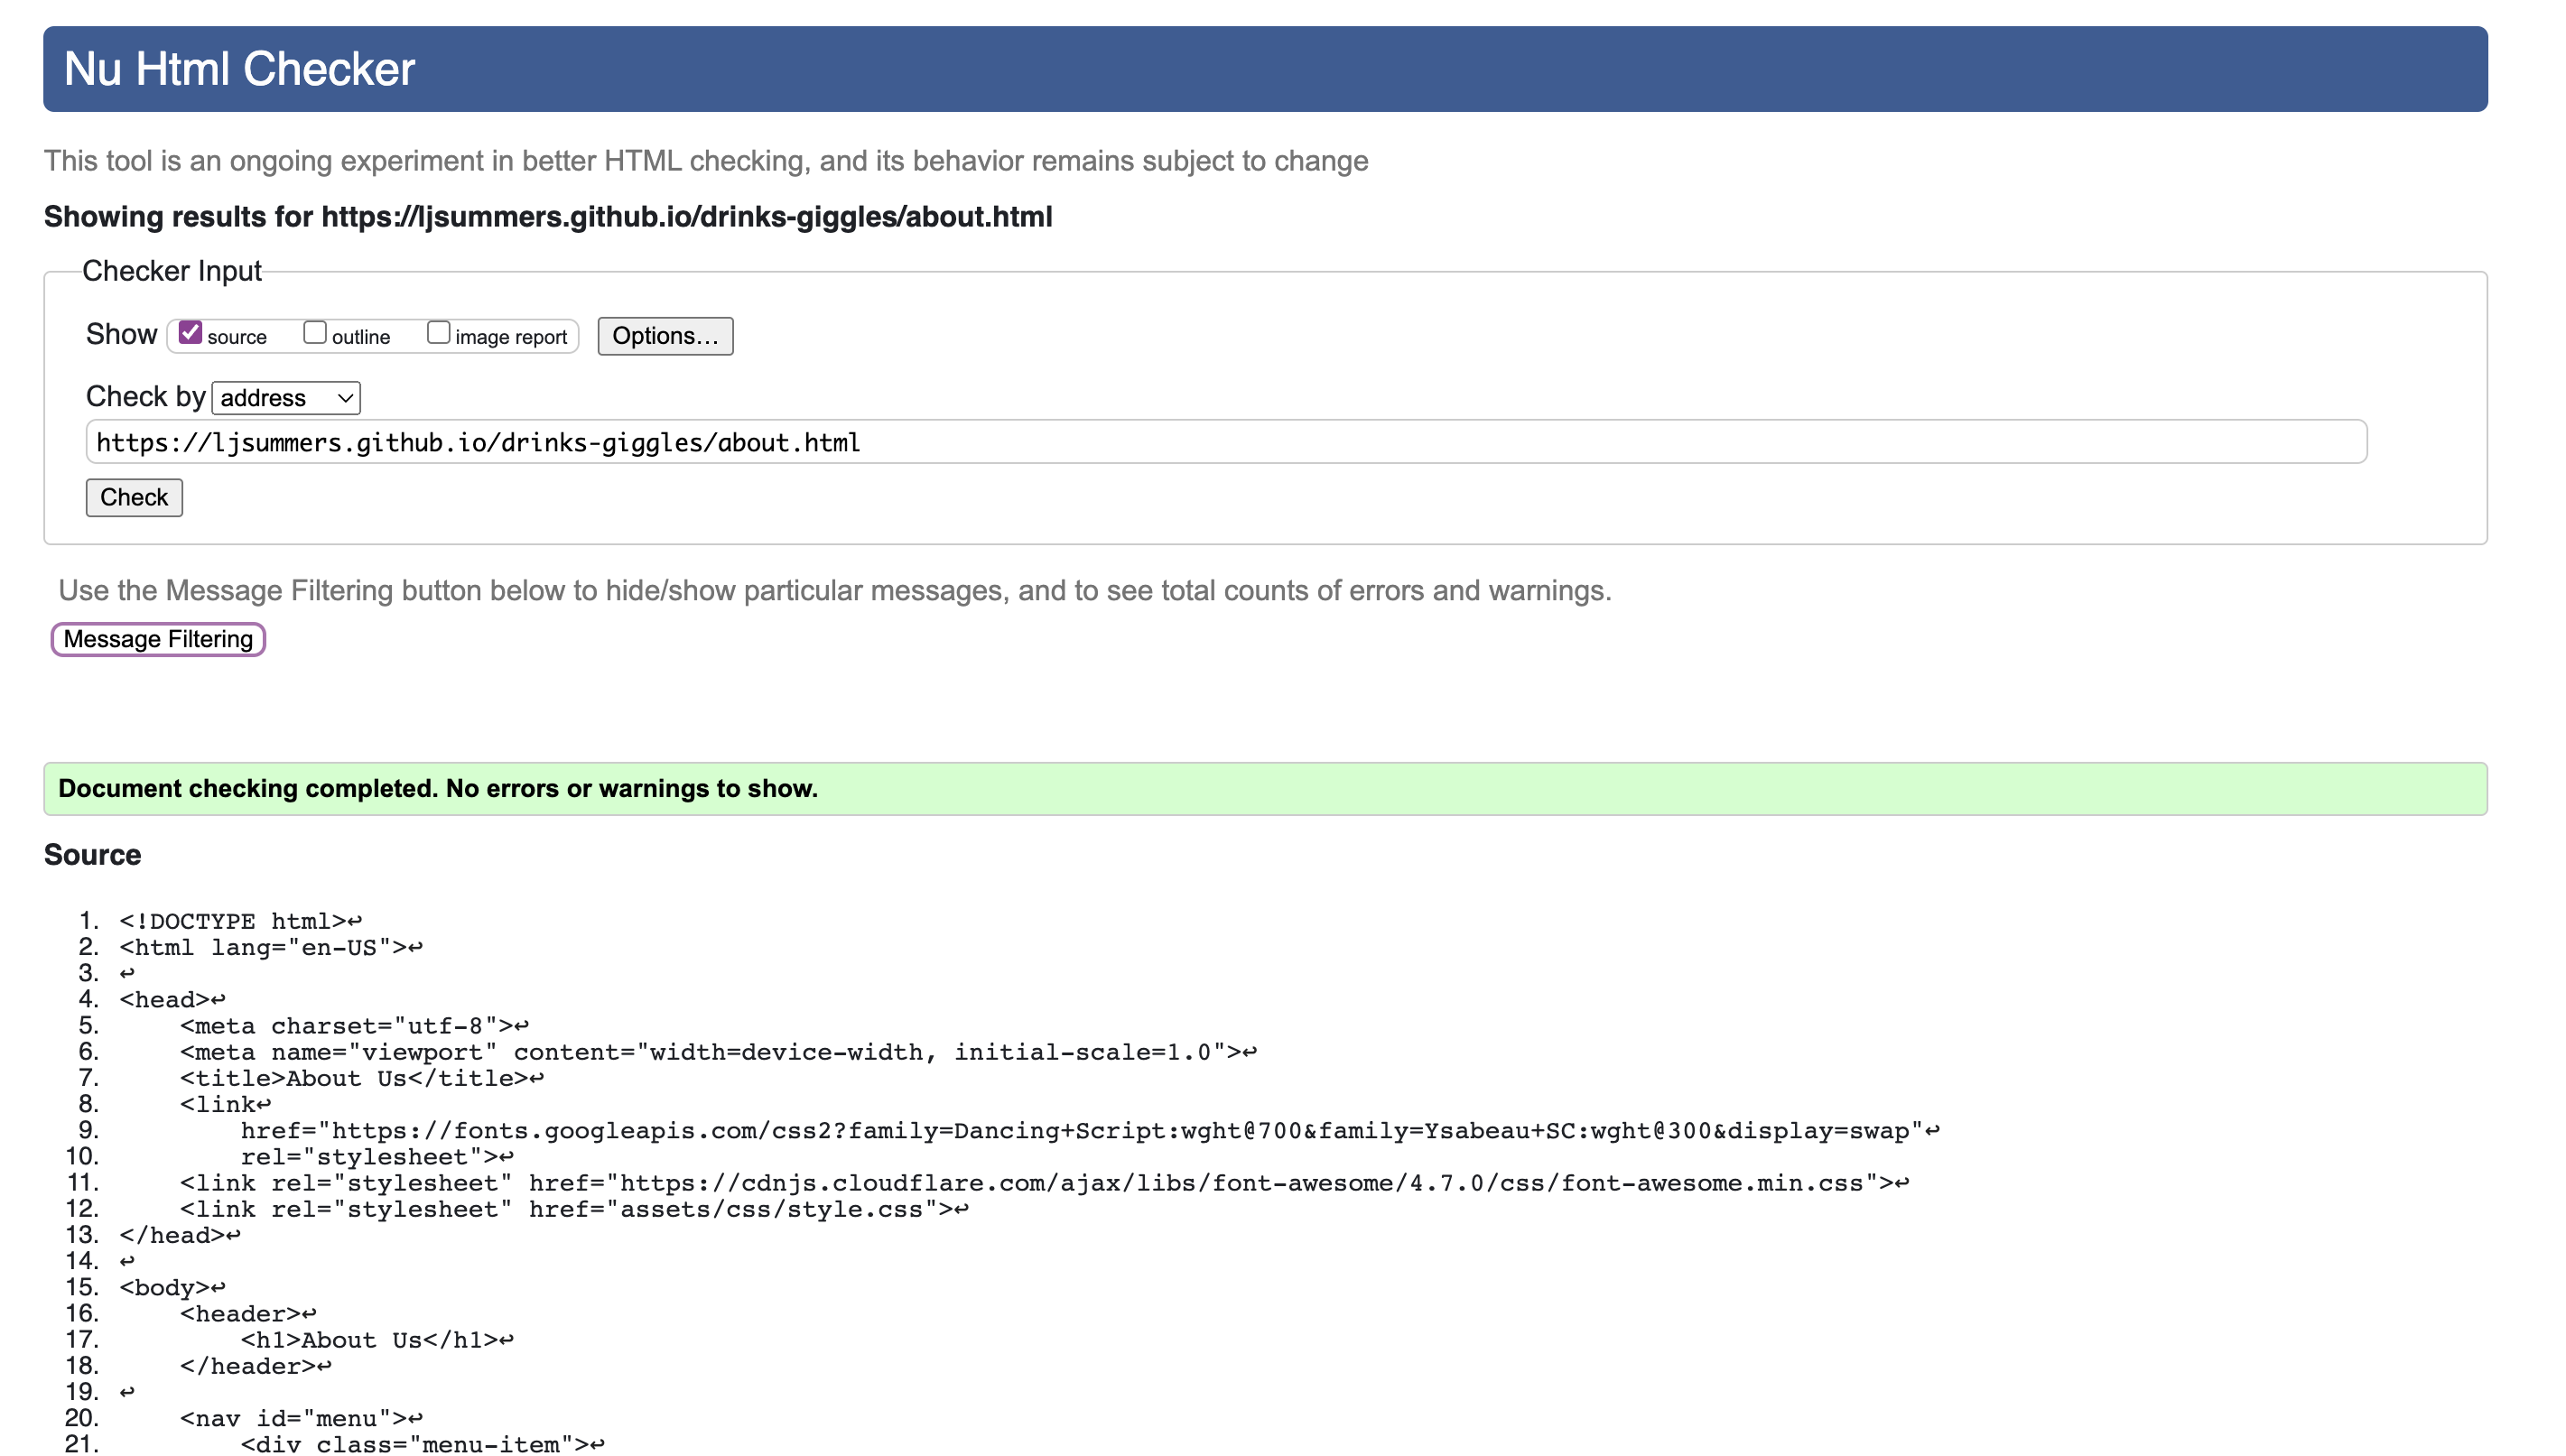 Nu Html Checker
This tool is an ongoing experiment in better HTML checking, and its behavior remains subject to change
Showing results for https://ljsummers.github.io/drinks-giggles/about.html
Checker Input
Show source outline image report Options...
Check by address
https://ljsummers.github.io/drinks-giggles/about.html
Check
Use the Message Filtering button below to hide/show particular messages, and to see total counts of errors and warnings.
Message Filtering
Document checking completed. No errors or warnings to show.
Source
1. <!DOCTYPE html>↩
2. <html lang="en-US">↩
3. ↩
4. <head>↩
5.     <meta charset="utf-8">↩
6.     <meta name="viewport" content="width=device-width, initial-scale=1.0">↩
7.     <title>About Us</title>↩
8.     <link↩
9.         href="https://fonts.googleapis.com/css2?family=Dancing+Script:wght@700&family=Ysabeau+SC:wght@300&display=swap"↩
10.         rel="stylesheet">↩
11.     <link rel="stylesheet" href="https://cdnjs.cloudflare.com/ajax/libs/font-awesome/4.7.0/css/font-awesome.min.css">↩
12.     <link rel="stylesheet" href="assets/css/style.css">↩
13. </head>↩
14. ↩
15. <body>↩
16.     <header>↩
17.         <h1>About Us</h1>↩
18.     </header>↩
19. ↩
20.     <nav id="menu">↩
21.         <div class="menu-item">↩